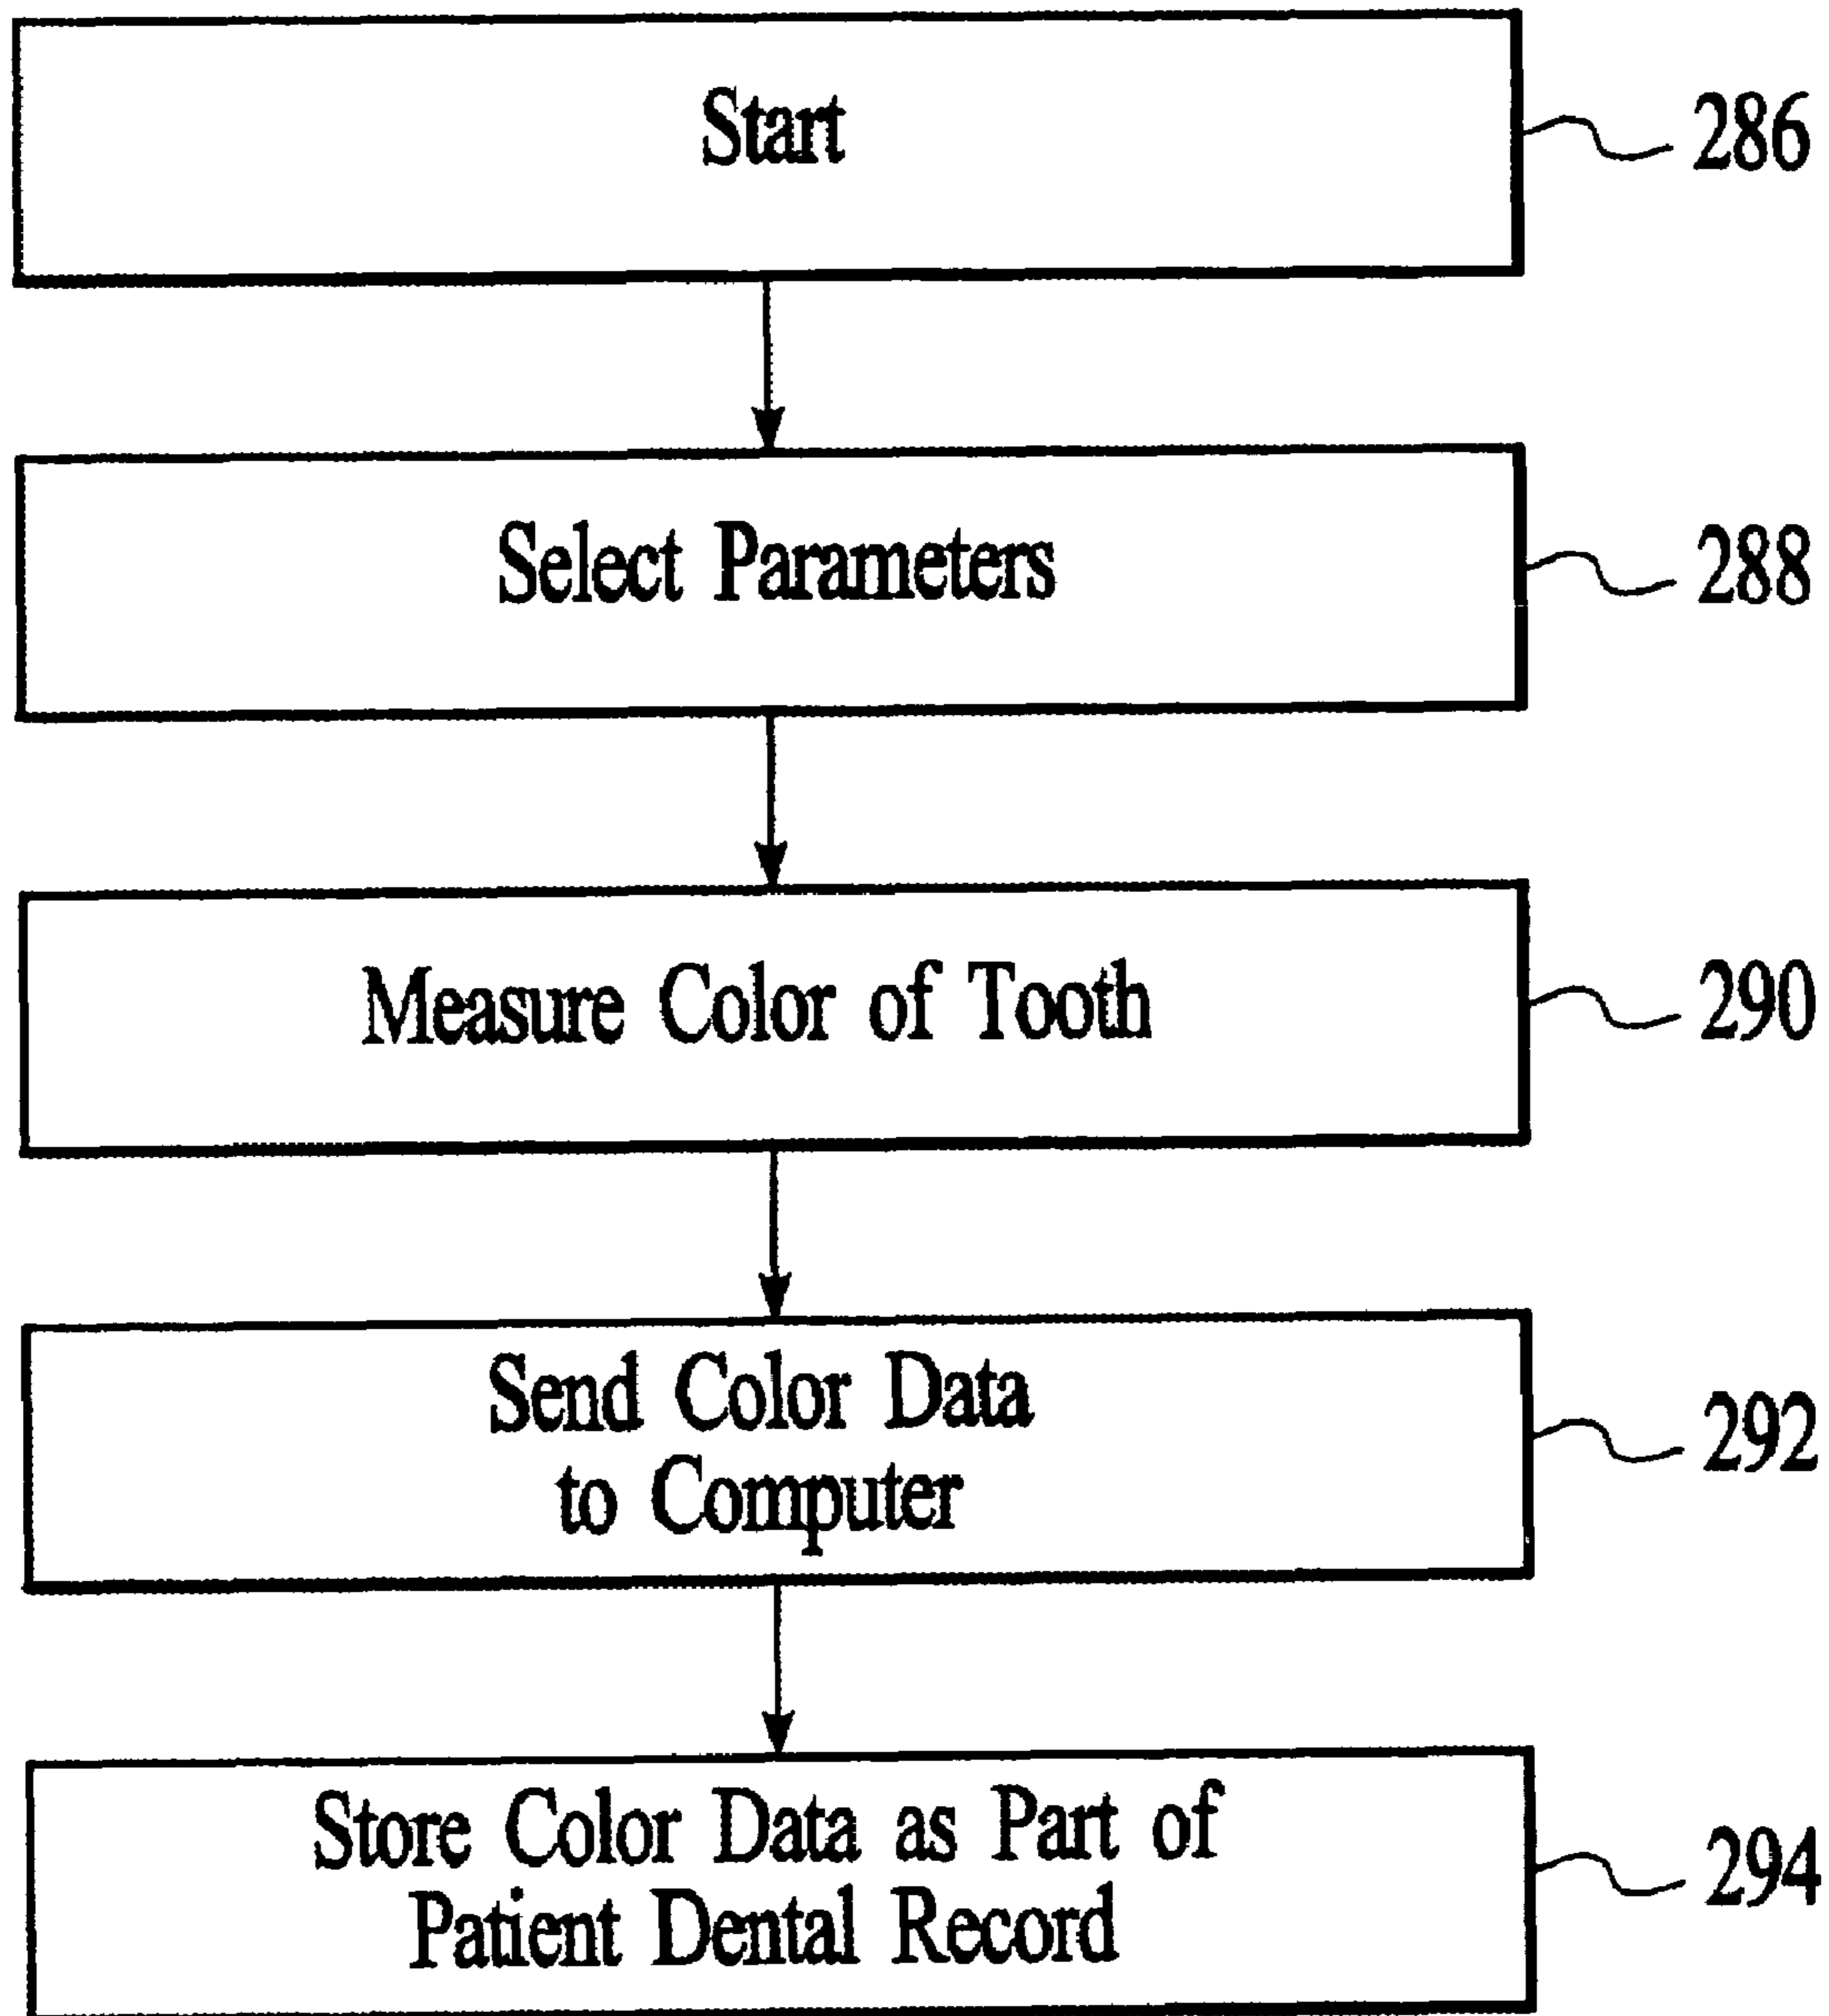 Start
286
Select Parameters
288
Measure Color of Tooth
290
Send Color Data
to Computer
292
Store Color Data as Part of
Patient Dental Record
294